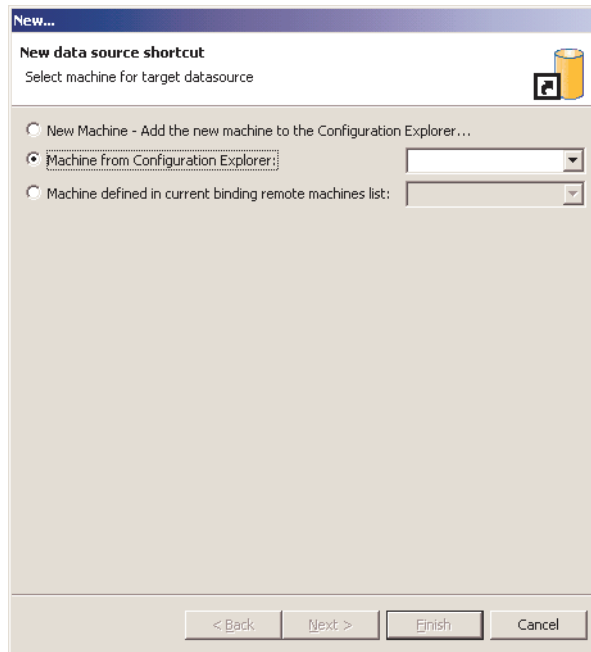 New...
New data source shortcut
Select machine for target datasource
New Machine - Add the new machine to the Configuration Explorer...
Machine from Configuration Explorer:
Machine defined in current binding remote machines list:
< Back Next > Finish Cancel